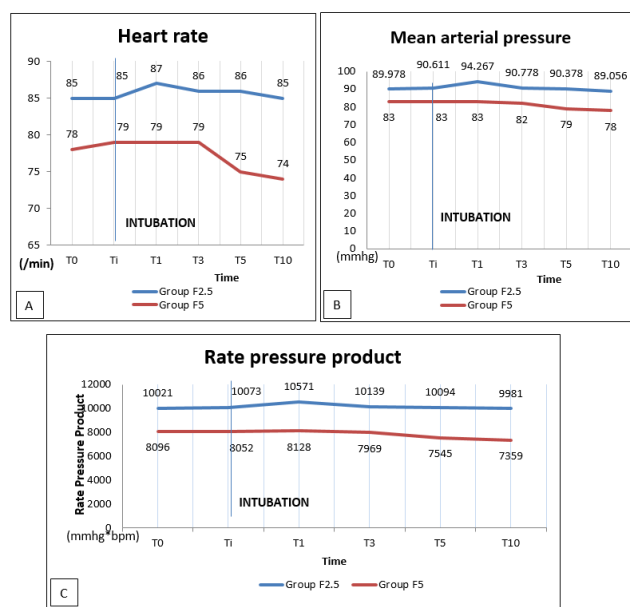 Heart rate
90
85
80
75
70
65
85
85
87
86
86
85
78
79
79
79
75
74
INTUBATION
(/min)
T0
Ti
T1
T3
T5
T10
Time
Group F2.5
Group F5
A
Mean arterial pressure
100
90
80
70
60
50
40
30
20
10
0
89.978
90.611
94.267
90.778
90.378
89.056
83
83
83
82
79
78
INTUBATION
(mmhg)
T0
Ti
T1
T3
T5
T10
Time
Group F2.5
Group F5
B
Rate pressure product
Rate Pressure Product
12000
10000
8000
6000
4000
2000
0
10021
10073
10571
10139
10094
9981
8096
8052
8128
7969
7545
7359
INTUBATION
(mmhg*bpm)
T0
Ti
T1
T3
T5
T10
Time
Group F2.5
Group F5
C